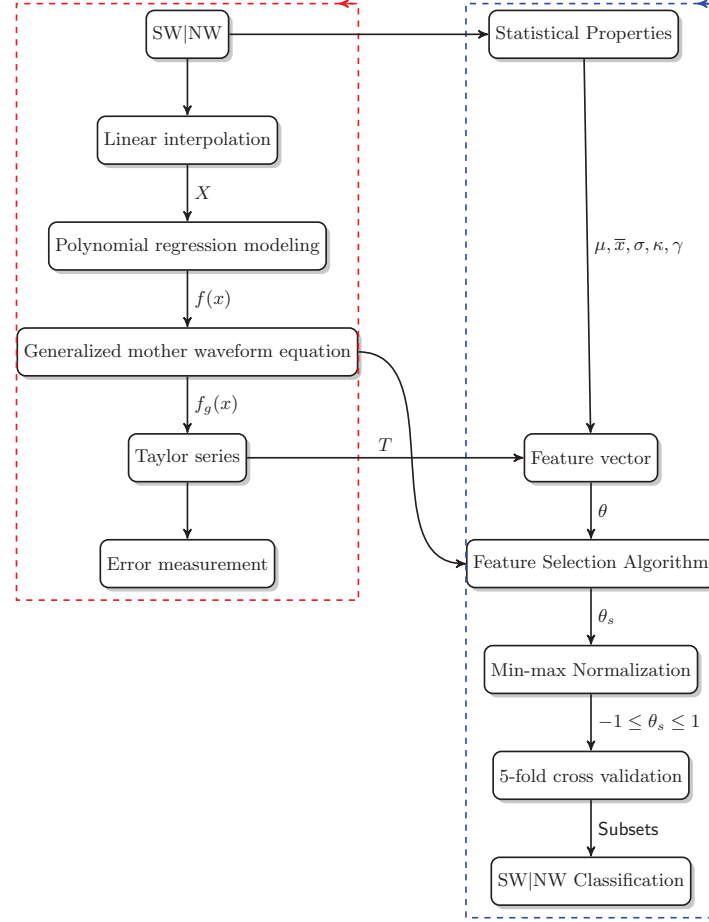 SW|NW
Statistical Properties
Linear interpolation
X
Polynomial regression modeling
μ, x̅, σ, κ, γ
f(x)
Generalized mother waveform equation
f_g(x)
Taylor series
T
Feature vector
θ
Error measurement
Feature Selection Algorithm
θ_s
Min-max Normalization
−1 ≤ θ_s ≤ 1
5-fold cross validation
Subsets
SW|NW Classification